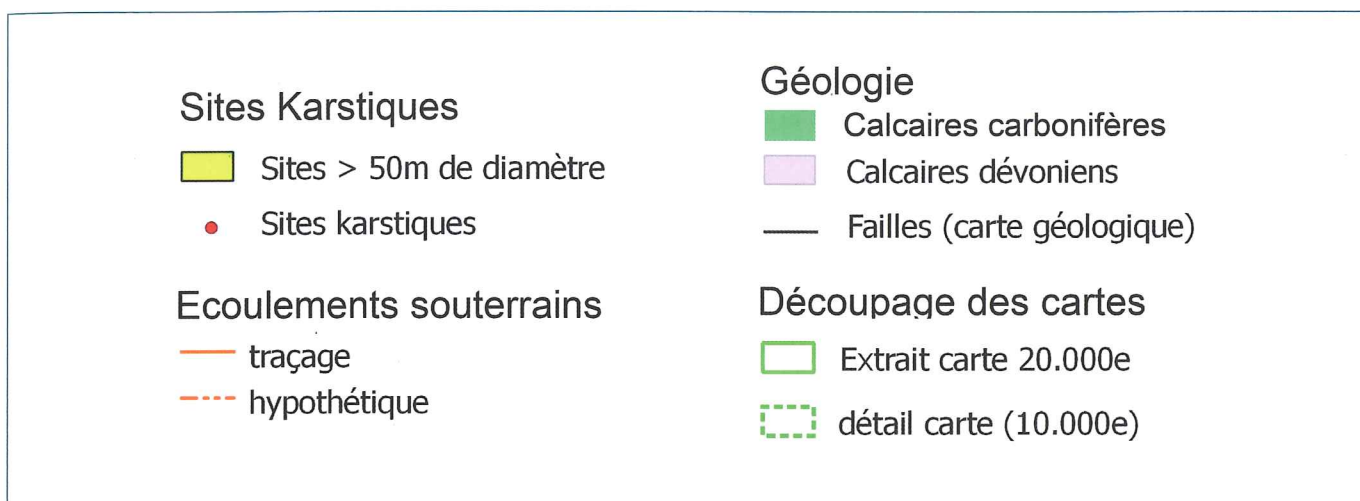 Sites Karstiques
Sites > 50m de diamètre
Sites karstiques
Ecoulements souterrains
traçage
hypothétique
Géologie
Calcaires carbonifères
Calcaires dévoniens
Failles (carte géologique)
Découpage des cartes
Extrait carte 20.000e
détail carte (10.000e)